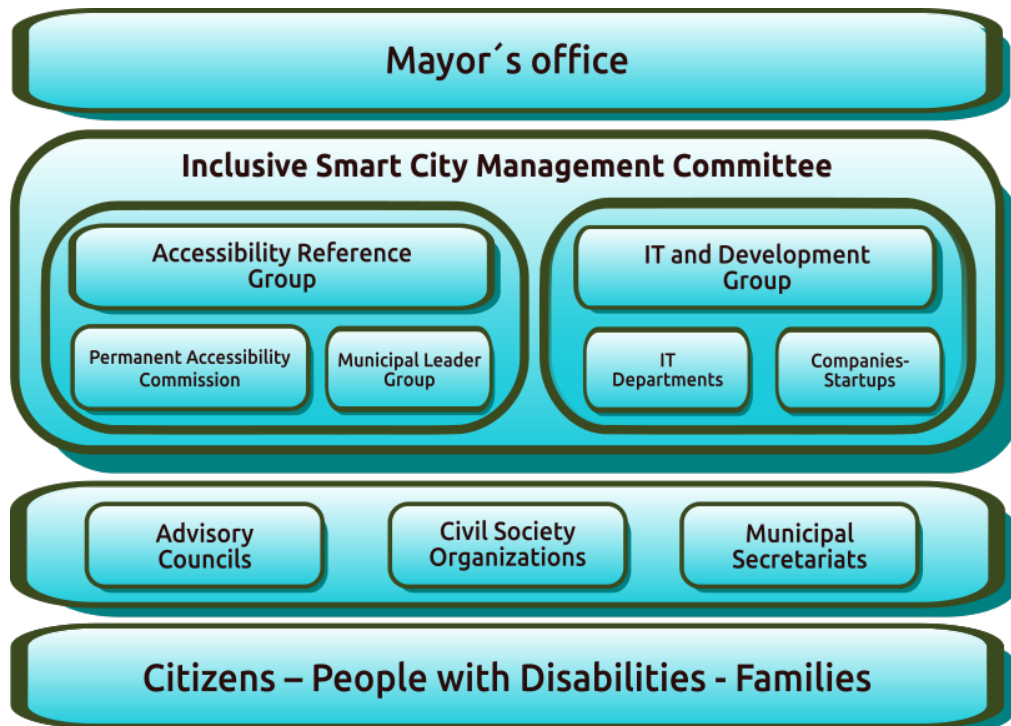 Mayor´s office
Inclusive Smart City Management Committee
Accessibility Reference
Group
Permanent Accessibility
Commission
Municipal Leader
Group
IT and Development
Group
IT
Departments
Companies-
Startups
Advisory
Councils
Civil Society
Organizations
Municipal
Secretariats
Citizens – People with Disabilities - Families